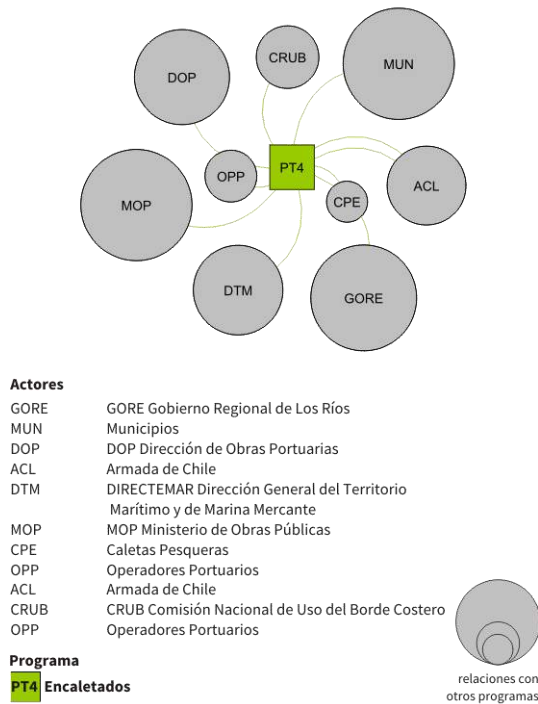 CRUB
MUN
DOP
PT4
OPP
ACL
CPE
MOP
DTM
GORE
Actores
GORE GORE Gobierno Regional de Los Ríos
MUN Municipios
DOP DOP Dirección de Obras Portuarias
ACL Armada de Chile
DTM DIRECTEMAR Dirección General del Territorio
Marítimo y de Marina Mercante
MOP MOP Ministerio de Obras Públicas
CPE Caletas Pesqueras
OPP Operadores Portuarios
ACL Armada de Chile
CRUB CRUB Comisión Nacional de Uso del Borde Costero
OPP Operadores Portuarios
Programa
PT4 Encaletados
relaciones con
otros programas